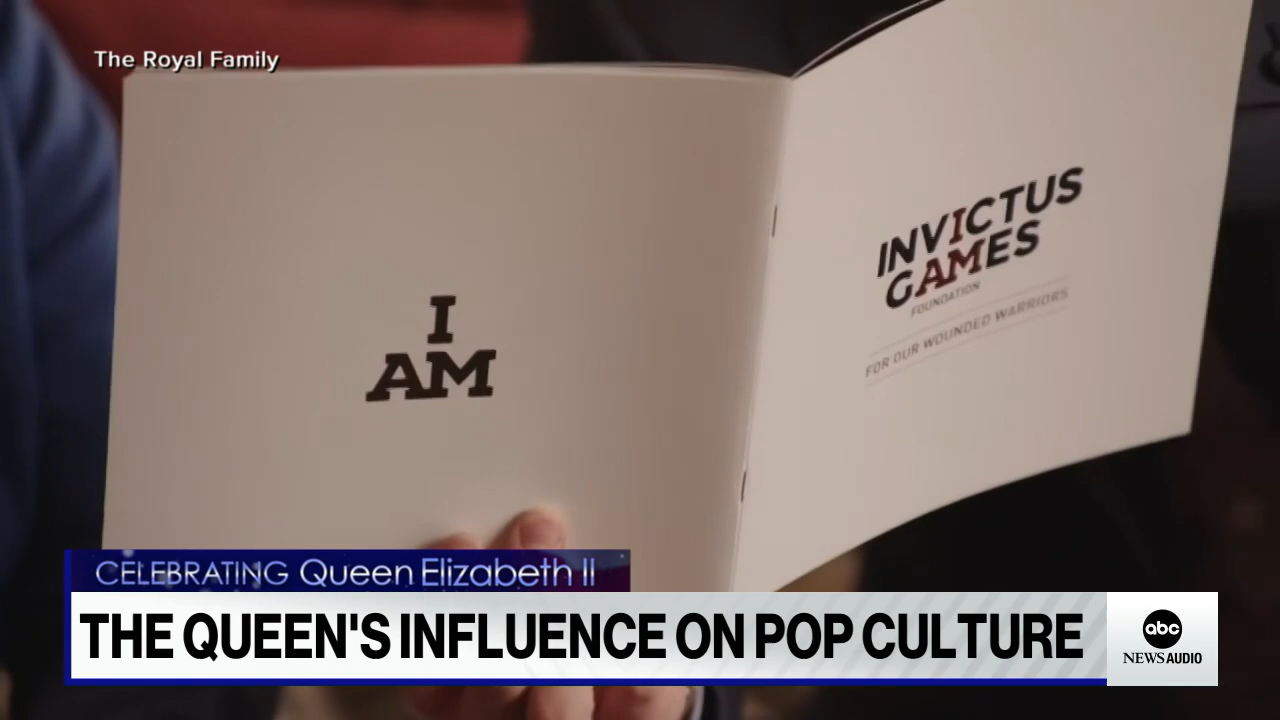 The Royal Family
I
AM
INVICTUS
GAMES
FOUNDATION
FOR OUR WOUNDED WARRIORS
CELEBRATING Queen Elizabeth II
THE QUEEN'S INFLUENCE ON POP CULTURE
abc
NEWS AUDIO